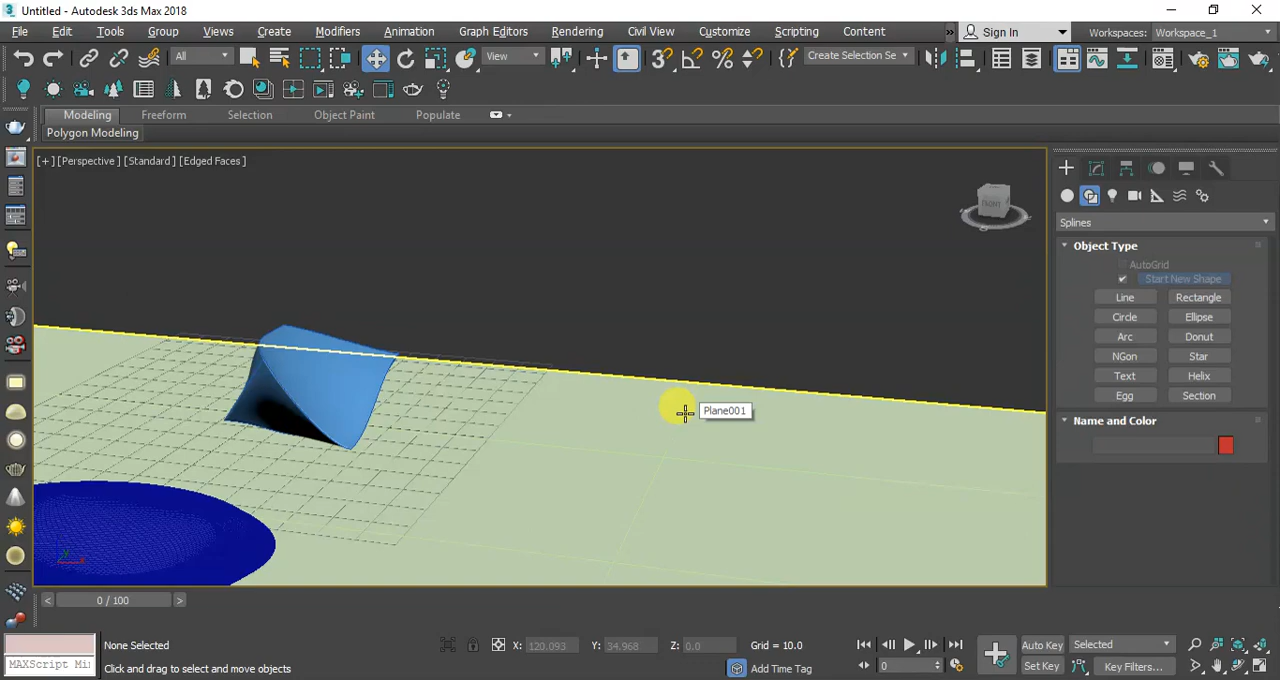 Untitled - Autodesk 3ds Max 2018
File Edit Tools Group Views Create Modifiers Animation Graph Editors Rendering Civil View Customize Scripting Content » Sign In Workspaces: Workspace_1
All View Create Selection Se
Modeling Freeform Selection Object Paint Populate
Polygon Modeling
[+] [Perspective] [Standard] [Edged Faces]
FRONT
Splines
Object Type
AutoGrid
Start New Shape
Line Rectangle
Circle Ellipse
Arc Donut
NGon Star
Text Helix
Egg Section
Name and Color
Plane001
y x
< 0 / 100 >
None Selected X: 120.093 Y: 34.968 Z: 0.0 Grid = 10.0 Auto Key Selected
MAXScript Mi Click and drag to select and move objects Add Time Tag 0 Set Key Key Filters...